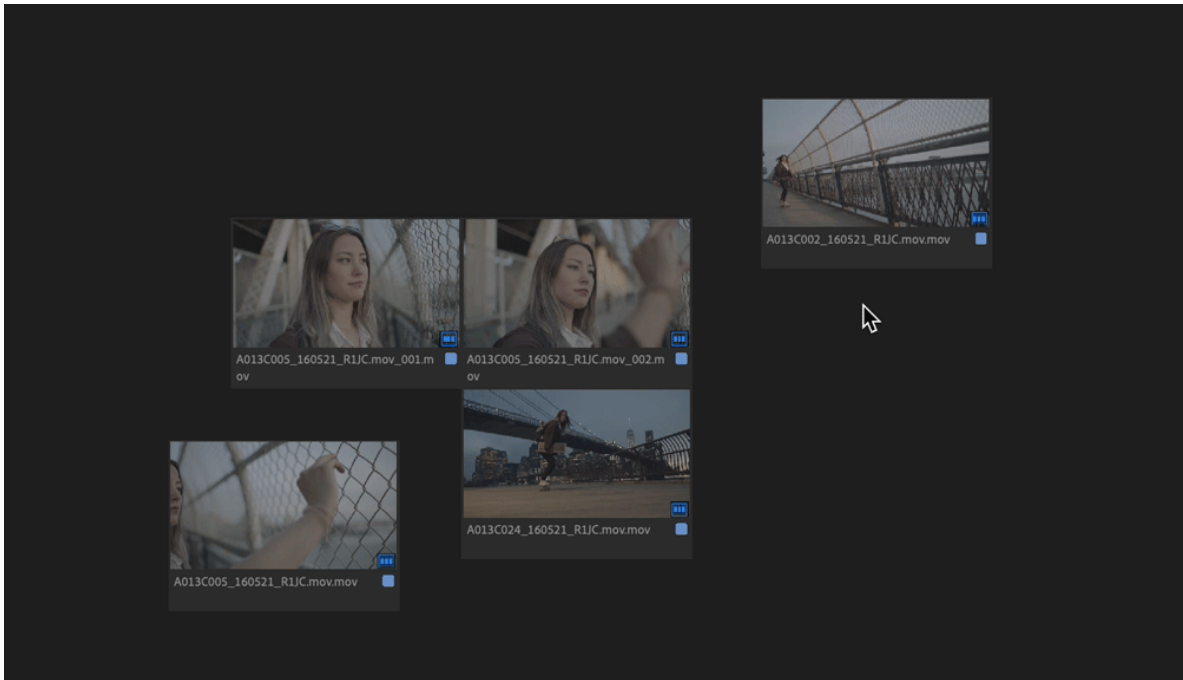 A013C002_160521_R1JC.mov.mov
A013C005_160521_R1JC.mov_001.m
ov
A013C005_160521_R1JC.mov_002.m
ov
A013C024_160521_R1JC.mov.mov
A013C005_160521_R1JC.mov.mov